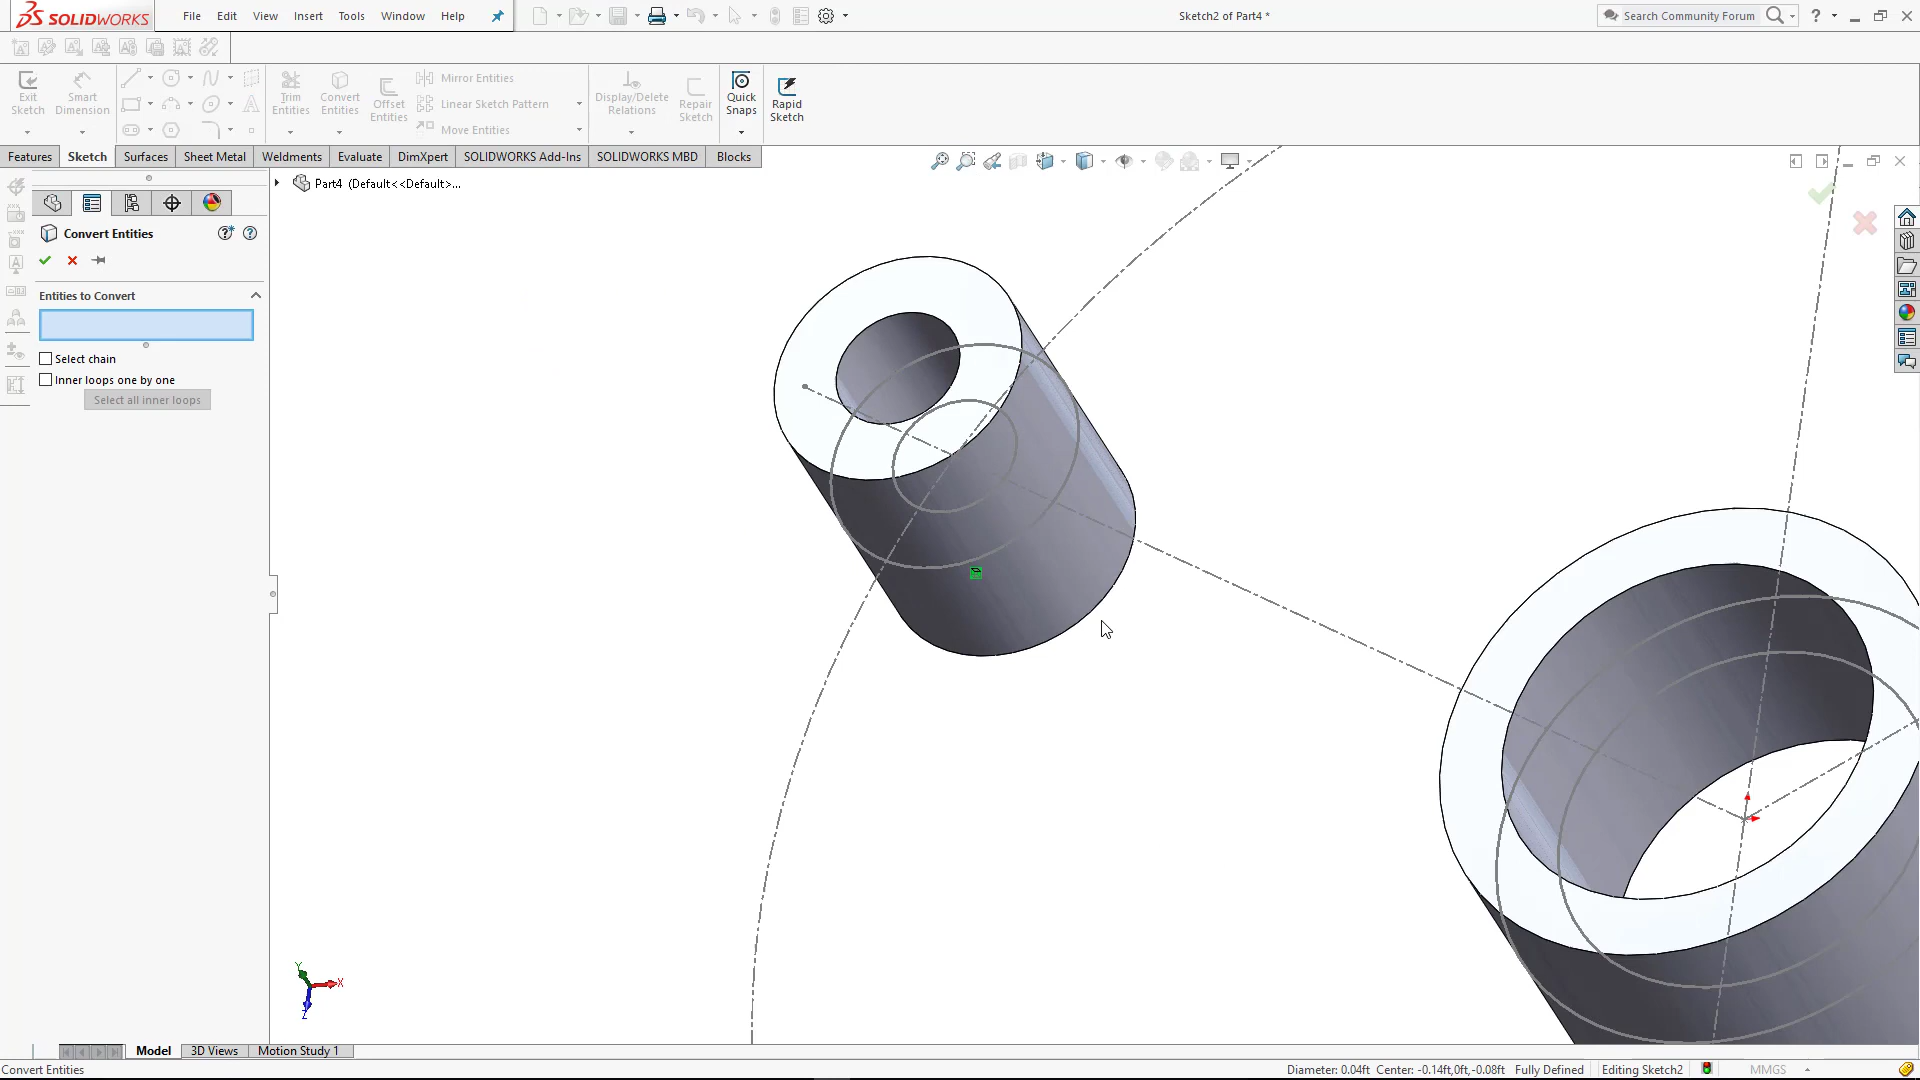 SOLIDWORKS
File Edit View Insert Tools Window Help
Sketch2 of Part4 *
Search Community Forum
?
Exit Sketch
Smart Dimension
Trim Entities
Convert Entities
Offset Entities
Mirror Entities
Linear Sketch Pattern
Move Entities
Display/Delete Relations
Repair Sketch
Quick Snaps
Rapid Sketch
Features Sketch Surfaces Sheet Metal Weldments Evaluate DimXpert SOLIDWORKS Add-Ins SOLIDWORKS MBD Blocks
Part4 (Default<<Default>...
Convert Entities
Entities to Convert
Select chain
Inner loops one by one
Select all inner loops
Y
X
Z
Model 3D Views Motion Study 1
Convert Entities
Diameter: 0.04ft Center: -0.14ft,0ft,-0.08ft Fully Defined Editing Sketch2 MMGS